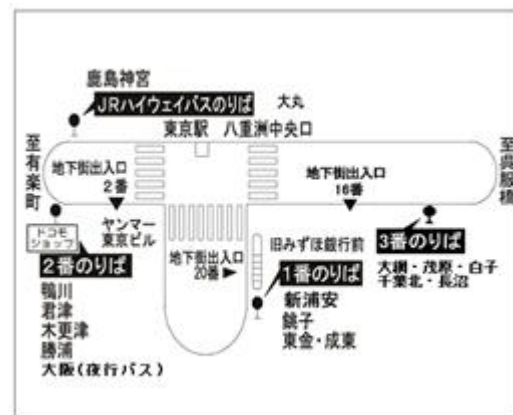 鹿島神宮
JRハイウェイバスのりば
大丸
東京駅 八重洲中央口
至有楽町
至呉服橋
地下街出入口
2番
地下街出入口
16番
ドコモ
ショップ
ヤンマー
東京ビル
2番のりば
鴨川
君津
木更津
勝浦
大阪(夜行バス)
地下街出入口
20番
旧みずほ銀行前
1番のりば
新浦安
銚子
東金・成東
3番のりば
大網・茂原・白子
千葉北・長沼